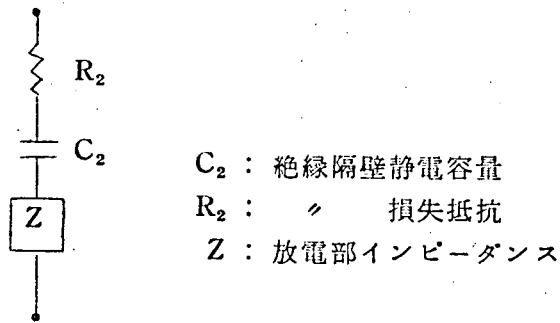 R₂
C₂
Z
C₂ : 絶縁隔壁静電容量
R₂ : 〃 損失抵抗
Z : 放電部インピーダンス